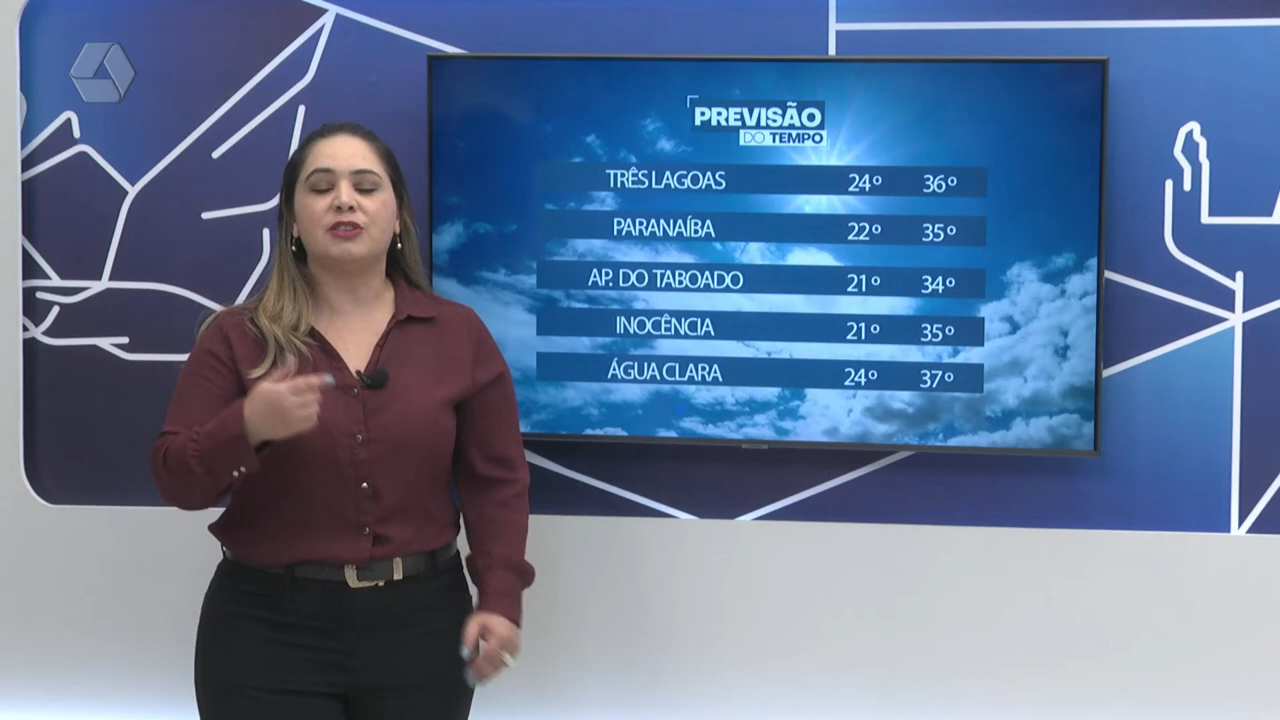 PREVISÃO
DO TEMPO
TRÊS LAGOAS 24º 36º
PARANAÍBA 22º 35º
AP. DO TABOADO 21º 34º
INOCÊNCIA 21º 35º
ÁGUA CLARA 24º 37º